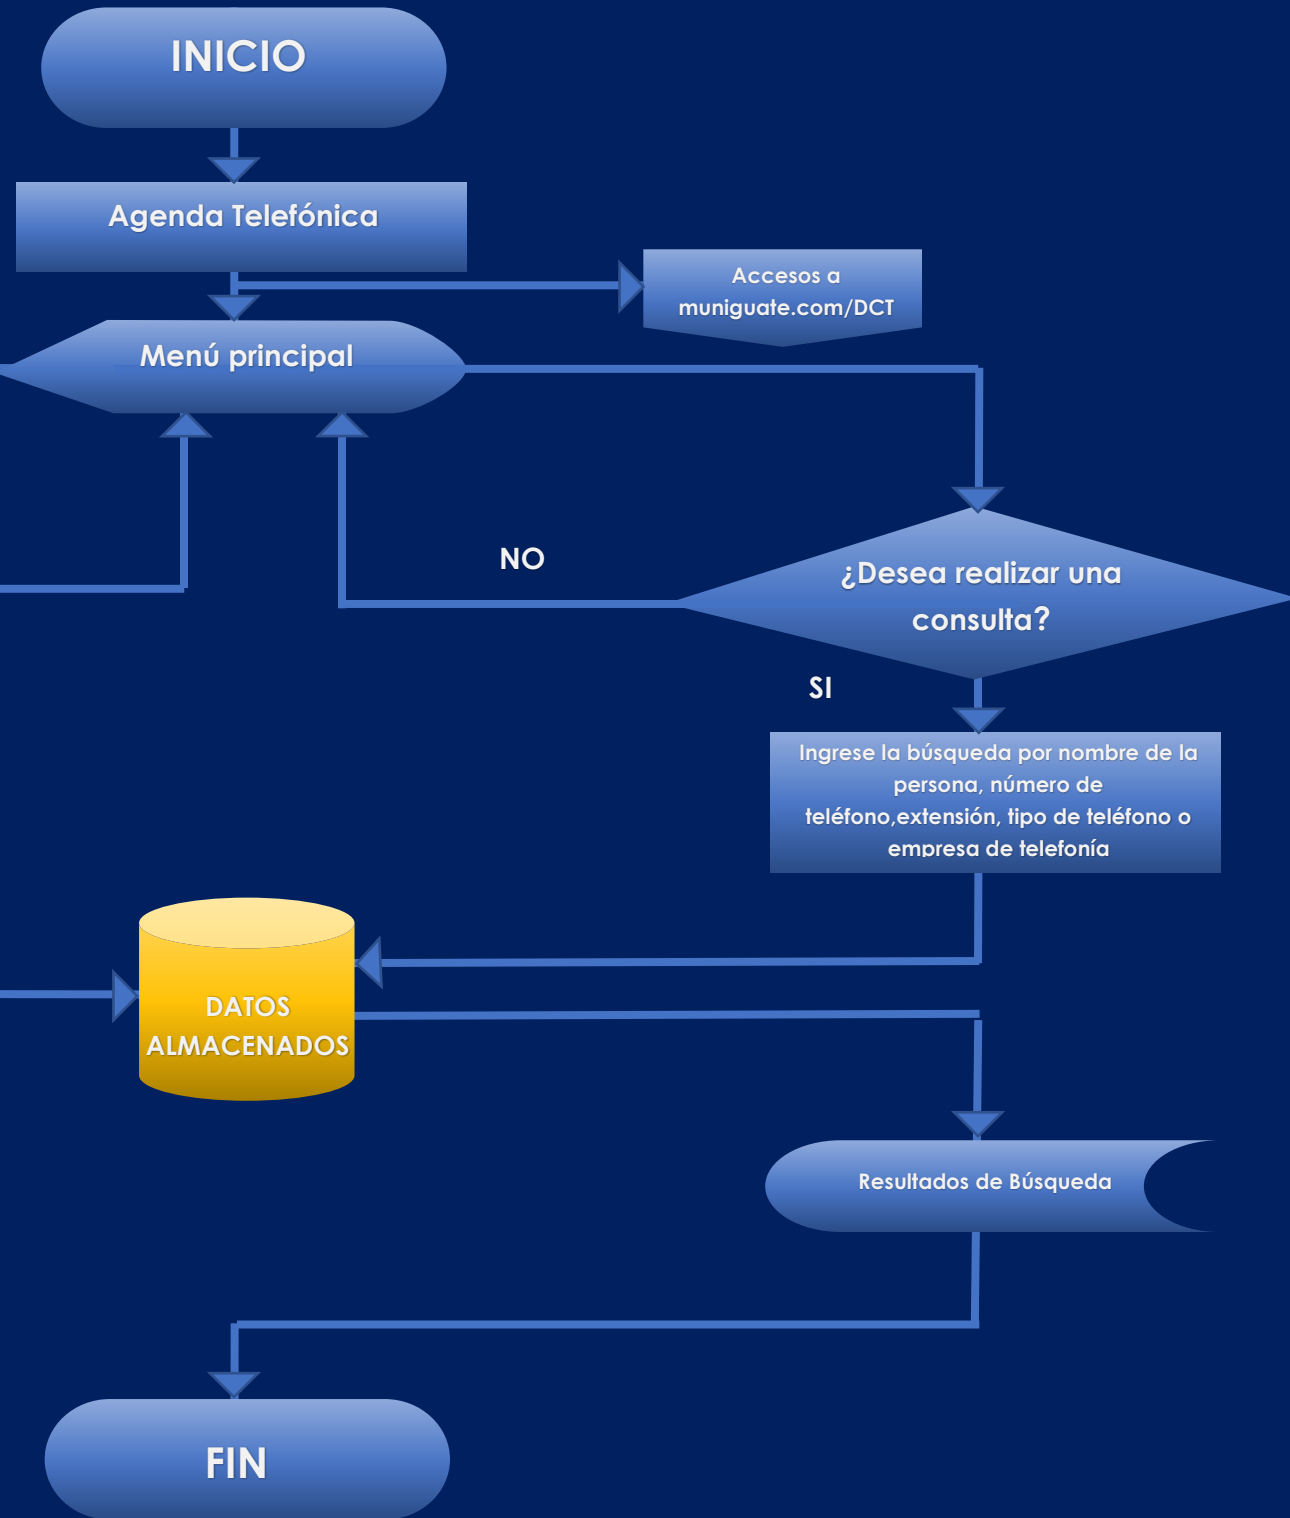 INICIO
Agenda Telefónica
Accesos a
muniguate.com/DCT
Menú principal
NO
¿Desea realizar una
consulta?
SI
Ingrese la búsqueda por nombre de la
persona, número de
teléfono,extensión, tipo de teléfono o
empresa de telefonía
DATOS
ALMACENADOS
Resultados de Búsqueda
FIN